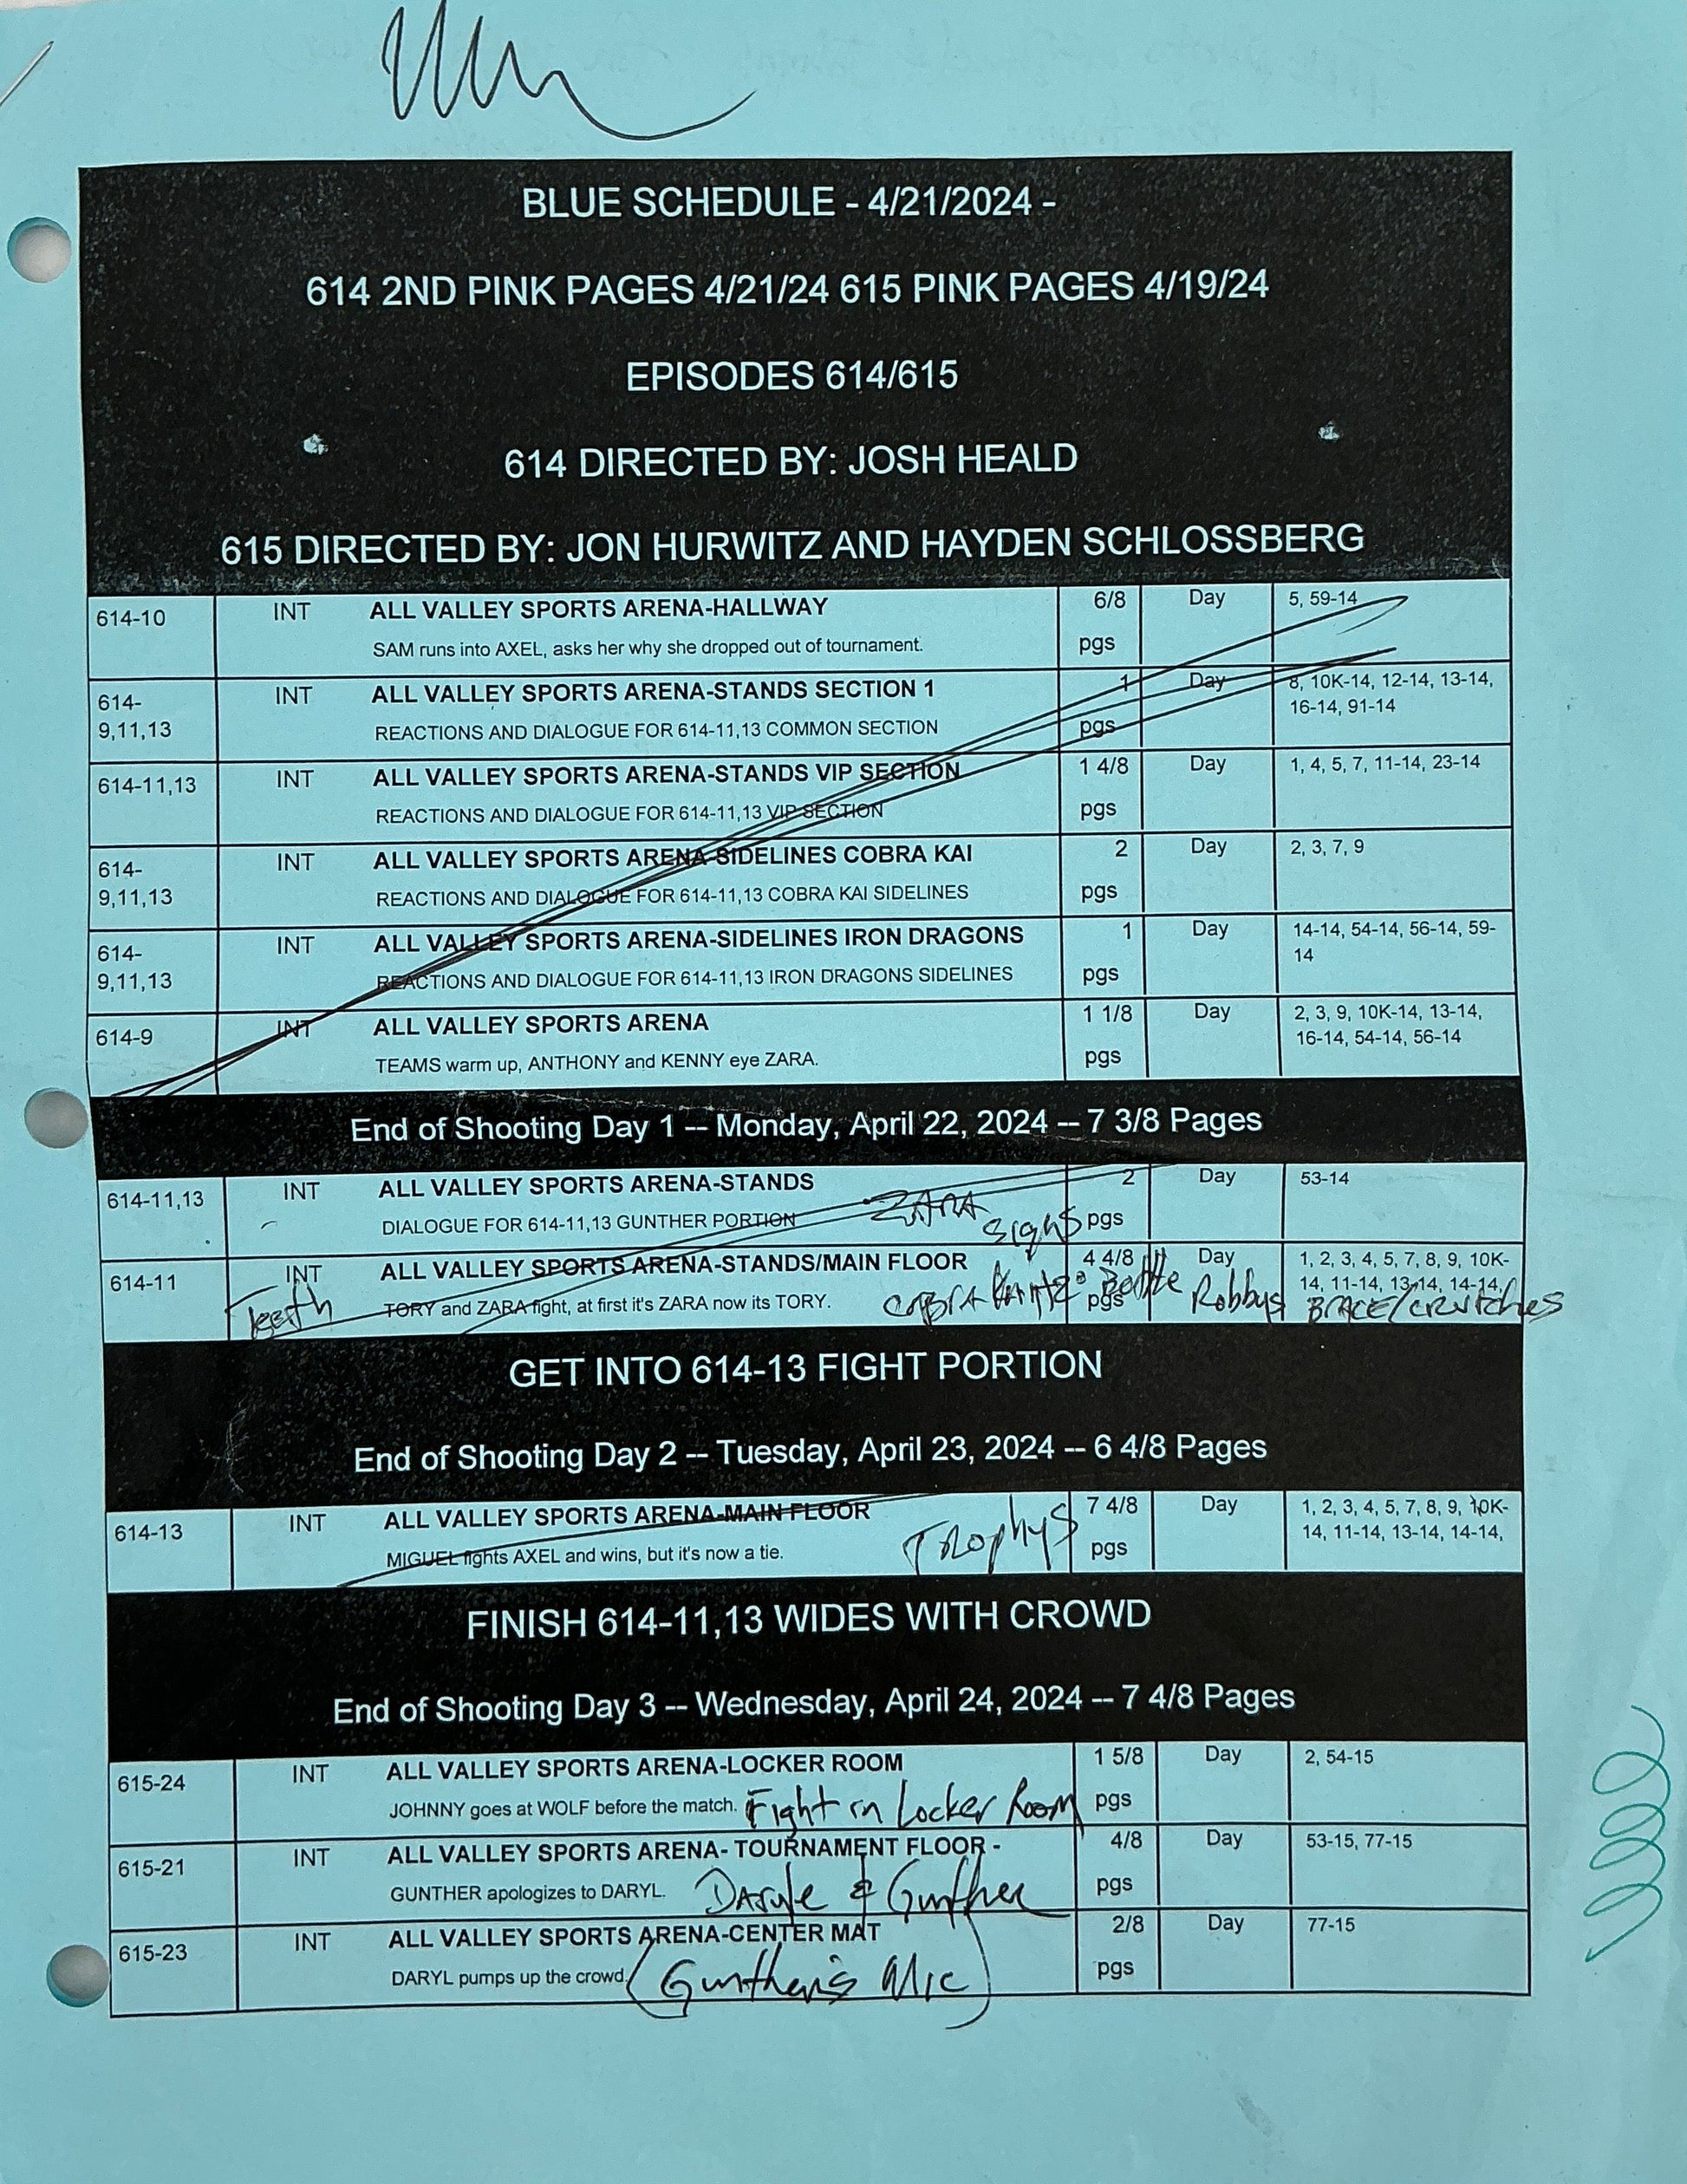 BLUE SCHEDULE - 4/21/2024 -
614 2ND PINK PAGES 4/21/24 615 PINK PAGES 4/19/24
EPISODES 614/615
614 DIRECTED BY: JOSH HEALD
615 DIRECTED BY: JON HURWITZ AND HAYDEN SCHLOSSBERG
614-10 INT ALL VALLEY SPORTS ARENA-HALLWAY 6/8 Day 5, 59-14
SAM runs into AXEL, asks her why she dropped out of tournament. pgs
614- INT ALL VALLEY SPORTS ARENA-STANDS SECTION 1 1 Day 8, 10K-14, 12-14, 13-14,
9,11,13 REACTIONS AND DIALOGUE FOR 614-11,13 COMMON SECTION pgs 16-14, 91-14
614-11,13 INT ALL VALLEY SPORTS ARENA-STANDS VIP SECTION 1 4/8 Day 1, 4, 5, 7, 11-14, 23-14
REACTIONS AND DIALOGUE FOR 614-11,13 VIP SECTION pgs
614- INT ALL VALLEY SPORTS ARENA-SIDELINES COBRA KAI 2 Day 2, 3, 7, 9
9,11,13 REACTIONS AND DIALOGUE FOR 614-11,13 COBRA KAI SIDELINES pgs
614- INT ALL VALLEY SPORTS ARENA-SIDELINES IRON DRAGONS 1 Day 14-14, 54-14, 56-14, 59-
9,11,13 REACTIONS AND DIALOGUE FOR 614-11,13 IRON DRAGONS SIDELINES pgs 14
614-9 INT ALL VALLEY SPORTS ARENA 1 1/8 Day 2, 3, 9, 10K-14, 13-14,
TEAMS warm up, ANTHONY and KENNY eye ZARA. pgs 16-14, 54-14, 56-14
End of Shooting Day 1 -- Monday, April 22, 2024 -- 7 3/8 Pages
614-11,13 INT ALL VALLEY SPORTS ARENA-STANDS 2 Day 53-14
DIALOGUE FOR 614-11,13 GUNTHER PORTION ZARA signs pgs
614-11 INT ALL VALLEY SPORTS ARENA-STANDS/MAIN FLOOR 4 4/8 Day 1, 2, 3, 4, 5, 7, 8, 9, 10K-
14, 11-14, 13-14, 14-14,
Teeth TORY and ZARA fight, at first it's ZARA now its TORY. COBRA Bottle pgs Robbys BRACE/crutches
GET INTO 614-13 FIGHT PORTION
End of Shooting Day 2 -- Tuesday, April 23, 2024 -- 6 4/8 Pages
614-13 INT ALL VALLEY SPORTS ARENA-MAIN FLOOR 7 4/8 Day 1, 2, 3, 4, 5, 7, 8, 9, 10K-
MIGUEL fights AXEL and wins, but it's now a tie. Trophys pgs 14, 11-14, 13-14, 14-14,
FINISH 614-11,13 WIDES WITH CROWD
End of Shooting Day 3 -- Wednesday, April 24, 2024 -- 7 4/8 Pages
615-24 INT ALL VALLEY SPORTS ARENA-LOCKER ROOM 1 5/8 Day 2, 54-15
JOHNNY goes at WOLF before the match. Fight in Locker Room pgs
615-21 INT ALL VALLEY SPORTS ARENA- TOURNAMENT FLOOR - 4/8 Day 53-15, 77-15
GUNTHER apologizes to DARYL. Daryle & Gunther pgs
615-23 INT ALL VALLEY SPORTS ARENA-CENTER MAT 2/8 Day 77-15
DARYL pumps up the crowd. (Gunther's Mic) pgs